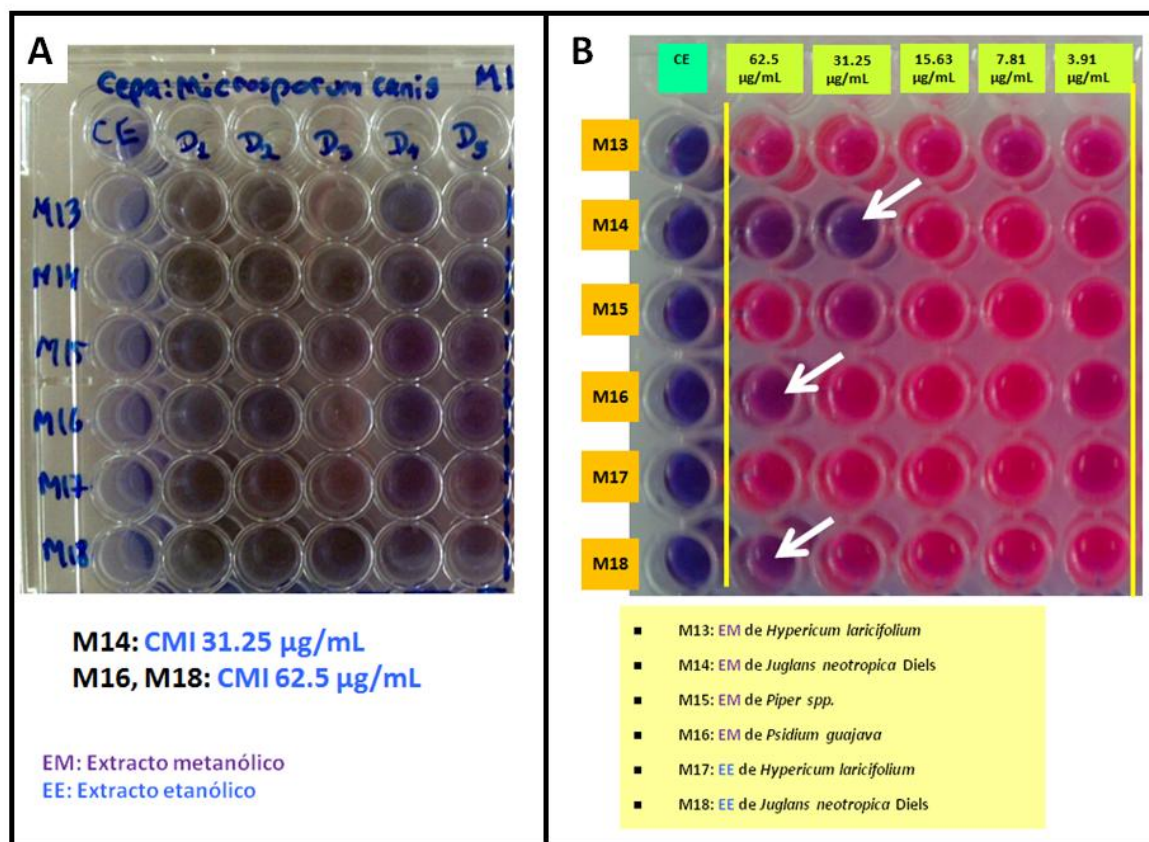 A
Cepa: Microsporum canis M1
CE D1 D2 D3 D4 D5
M13
M14
M15
M16
M17
M18
M14: CMI 31.25 µg/mL
M16, M18: CMI 62.5 µg/mL
EM: Extracto metanólico
EE: Extracto etanólico
B
CE 62.5 µg/mL 31.25 µg/mL 15.63 µg/mL 7.81 µg/mL 3.91 µg/mL
M13
M14
M15
M16
M17
M18
▪ M13: EM de Hypericum laricifolium
▪ M14: EM de Juglans neotropica Diels
▪ M15: EM de Piper spp.
▪ M16: EM de Psidium guajava
▪ M17: EE de Hypericum laricifolium
▪ M18: EE de Juglans neotropica Diels